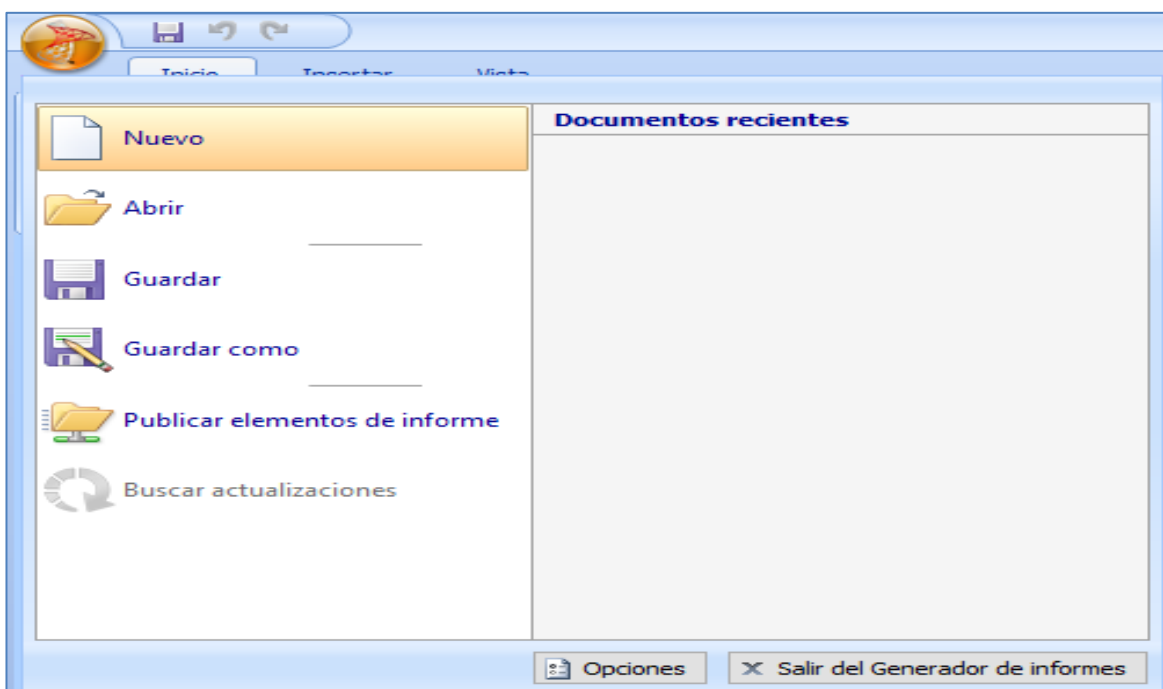 Inicio Insertar Vista
Nuevo
Documentos recientes
Abrir
Guardar
Guardar como
Publicar elementos de informe
Buscar actualizaciones
Opciones
Salir del Generador de informes